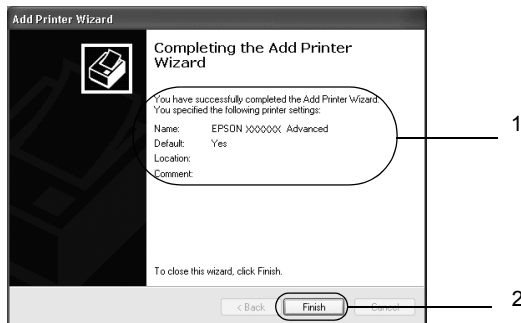 Add Printer Wizard
Completing the Add Printer
Wizard
You have successfully completed the Add Printer Wizard.
You specified the following printer settings:
Name: EPSON XXXXXX Advanced
Default: Yes
Location:
Comment:
1
To close this wizard, click Finish.
< Back Finish Cancel
2